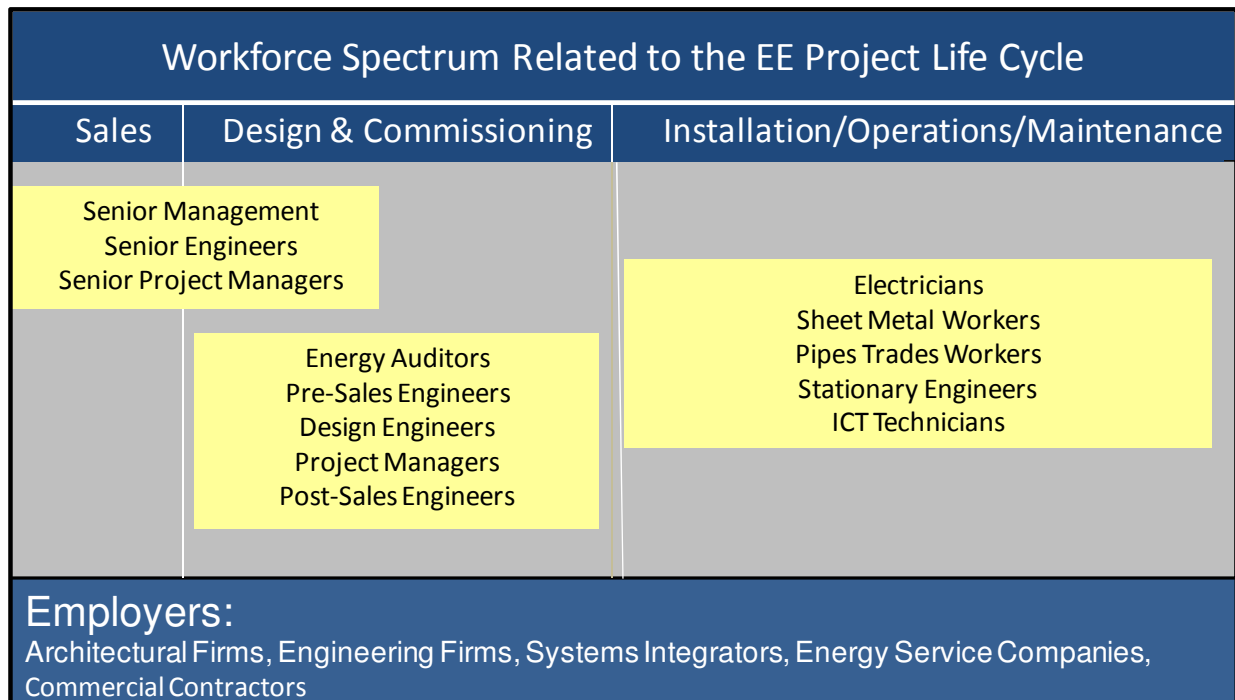 Workforce Spectrum Related to the EE Project Life Cycle
Sales
Design & Commissioning
Installation/Operations/Maintenance
Senior Management
Senior Engineers
Senior Project Managers
Energy Auditors
Pre-Sales Engineers
Design Engineers
Project Managers
Post-Sales Engineers
Electricians
Sheet Metal Workers
Pipes Trades Workers
Stationary Engineers
ICT Technicians
Employers:
Architectural Firms, Engineering Firms, Systems Integrators, Energy Service Companies,
Commercial Contractors